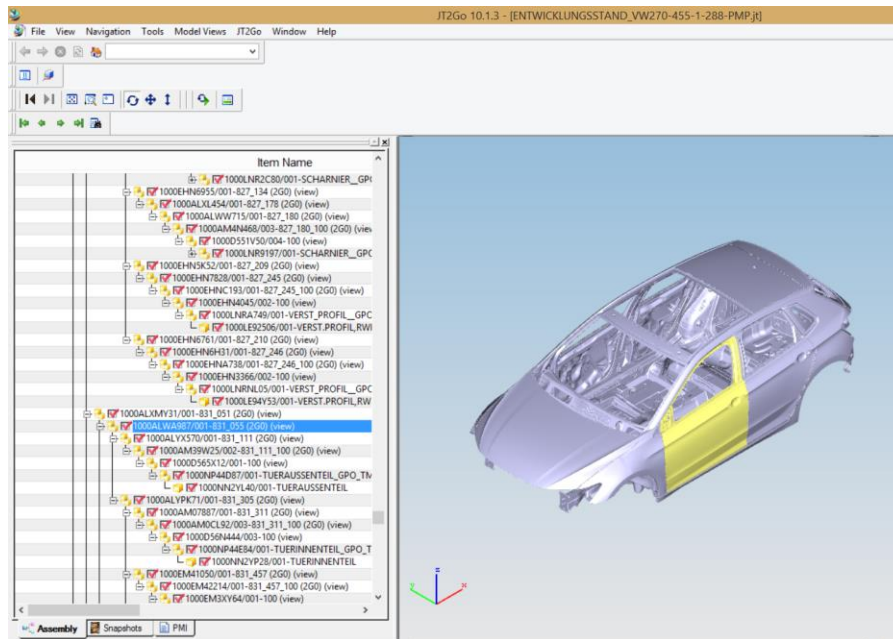 JT2Go 10.1.3 - [ENTWICKLUNGSSTAND_VW270-455-1-288-PMP.jt]
File View Navigation Tools Model Views JT2Go Window Help
Item Name
1000LNR2C80/001-SCHARNIER__GP
1000EHN6955/001-827_134 (2G0) (view)
1000ALXL454/001-827_178 (2G0) (view)
1000ALWW715/001-827_180 (2G0) (view)
1000AM4N468/003-827_180_100 (2G0) (view
1000D551V50/004-100 (view)
1000LNR9197/001-SCHARNIER__GPC
1000EHN5K52/001-827_209 (2G0) (view)
1000EHN7828/001-827_245 (2G0) (view)
1000EHNC193/001-827_245_100 (2G0) (view)
1000EHN4045/002-100 (view)
1000LNRA749/001-VERST_PROFIL__GPC
1000LE92506/001-VERST.PROFIL,RWI
1000EHN6761/001-827_210 (2G0) (view)
1000EHN6H31/001-827_246 (2G0) (view)
1000EHNA738/001-827_246_100 (2G0) (view)
1000EHN3366/002-100 (view)
1000LNRNL05/001-VERST_PROFIL__GPC
1000LE94Y53/001-VERST.PROFIL,RW
1000ALXMY31/001-831_051 (2G0) (view)
1000ALWA987/001-831_055 (2G0) (view)
1000ALYX570/001-831_111 (2G0) (view)
1000AM39W25/002-831_111_100 (2G0) (view)
1000D565X12/001-100 (view)
1000NP44D87/001-TUERAUSSENTEIL_GPO_TM
1000NN2YL40/001-TUERAUSSENTEIL
1000ALYPK71/001-831_305 (2G0) (view)
1000AM07887/001-831_311 (2G0) (view)
1000AM0CL92/003-831_311_100 (2G0) (view)
1000D56N444/003-100 (view)
1000NP44E84/001-TUERINNENTEIL_GPO_T
1000NN2YP28/001-TUERINNENTEIL
1000EM41050/001-831_457 (2G0) (view)
1000EM42214/001-831_457_100 (2G0) (view)
1000EM3XY64/001-100 (view)
Assembly Snapshots PMI